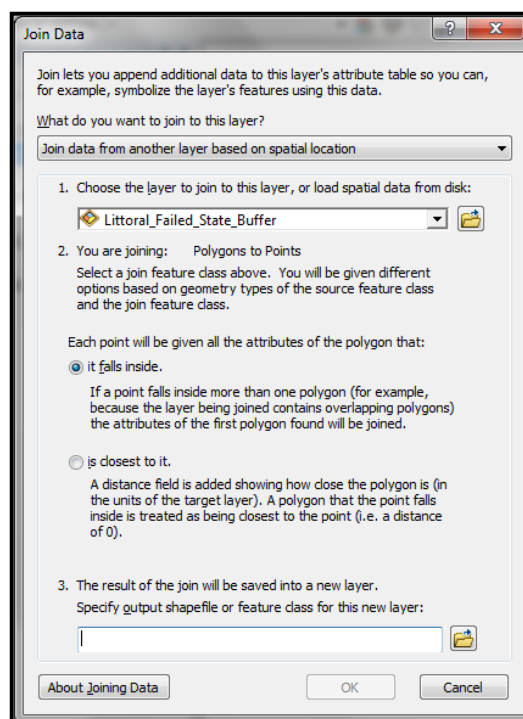 Join Data
Join lets you append additional data to this layer's attribute table so you can,
for example, symbolize the layer's features using this data.
What do you want to join to this layer?
Join data from another layer based on spatial location
1. Choose the layer to join to this layer, or load spatial data from disk:
Littoral_Failed_State_Buffer
2. You are joining: Polygons to Points
Select a join feature class above. You will be given different
options based on geometry types of the source feature class
and the join feature class.
Each point will be given all the attributes of the polygon that:
it falls inside.
If a point falls inside more than one polygon (for example,
because the layer being joined contains overlapping polygons)
the attributes of the first polygon found will be joined.
is closest to it.
A distance field is added showing how close the polygon is (in
the units of the target layer). A polygon that the point falls
inside is treated as being closest to the point (i.e. a distance
of 0).
3. The result of the join will be saved into a new layer.
Specify output shapefile or feature class for this new layer:
About Joining Data OK Cancel